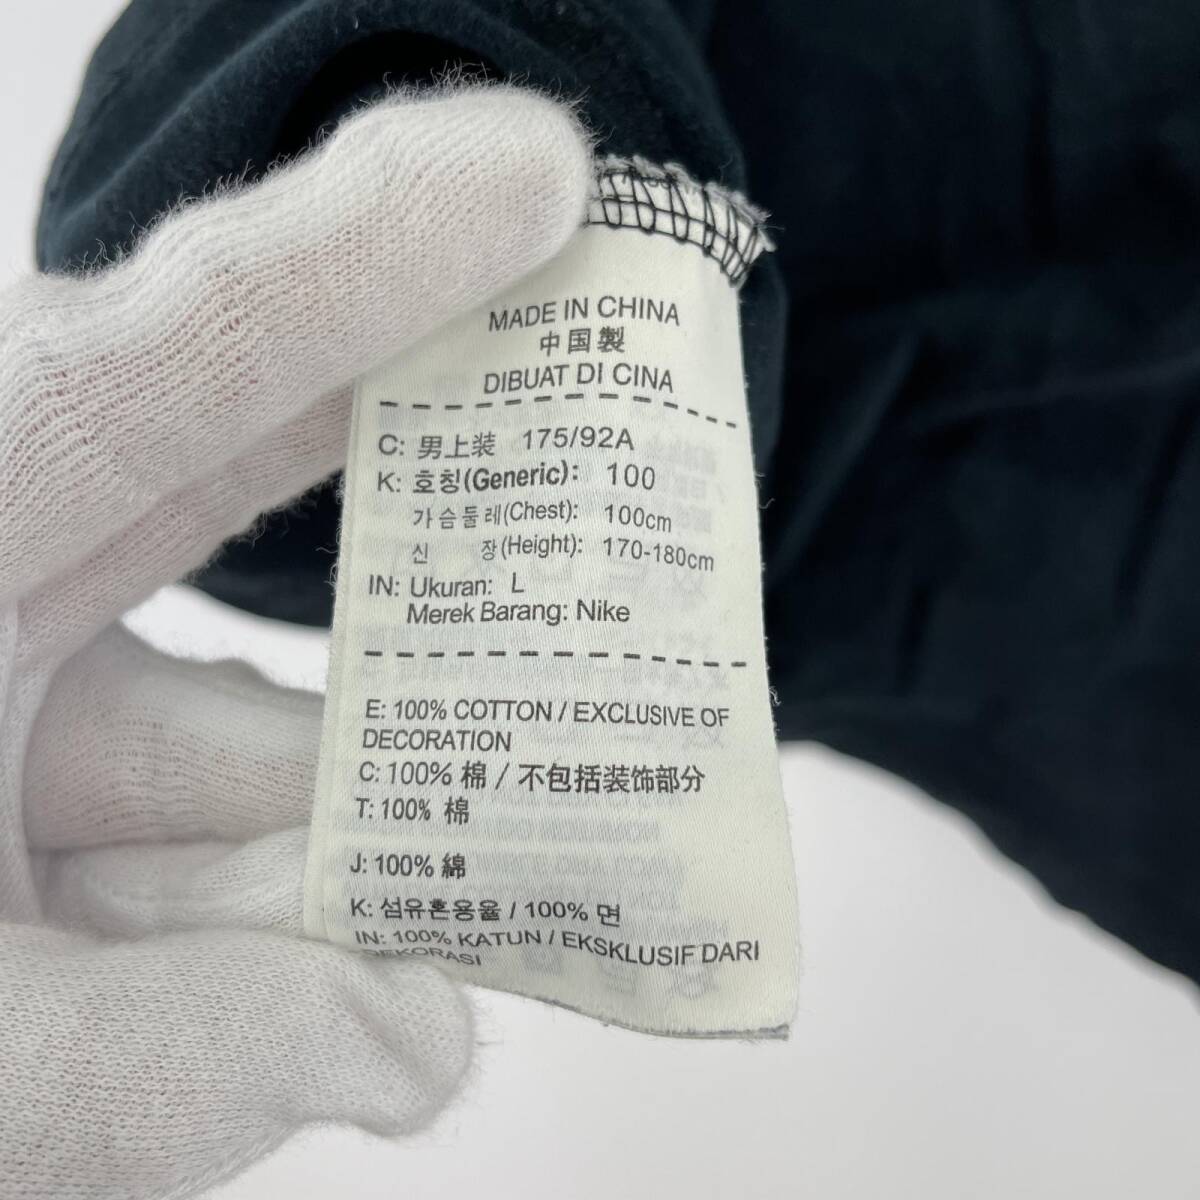 MADE IN CHINA
中国製
DIBUAT DI CINA
C: 男上装 175/92A
K: 호칭(Generic): 100
가슴둘레(Chest): 100cm
신 장(Height): 170-180cm
IN: Ukuran: L
Merek Barang: Nike
E: 100% COTTON / EXCLUSIVE OF
DECORATION
C: 100% 棉 / 不包括装饰部分
T: 100% 棉
J: 100% 綿
K: 섬유혼용율 / 100% 면
IN: 100% KATUN / EKSKLUSIF DARI
DEKORASI